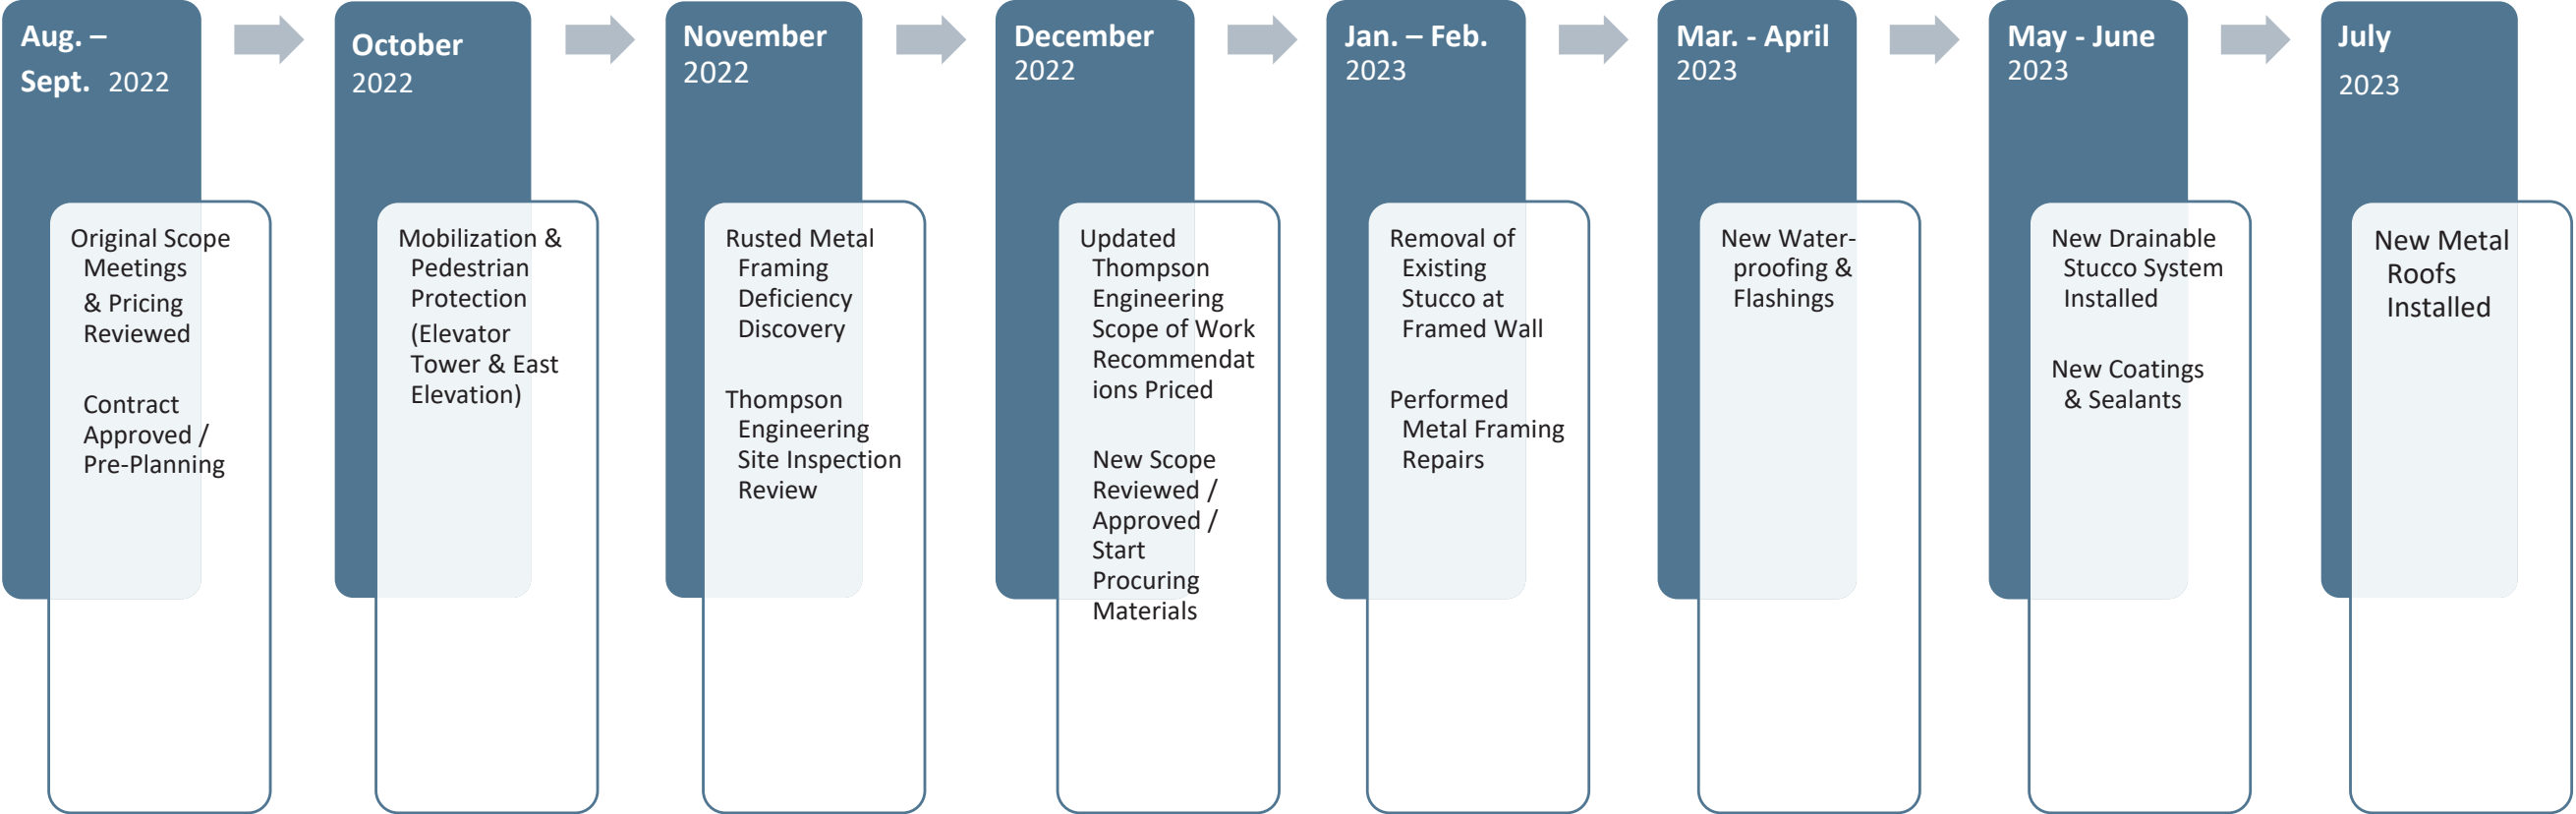 Aug. –
Sept. 2022
Original Scope
Meetings
& Pricing
Reviewed
Contract
Approved /
Pre-Planning
October
2022
Mobilization &
Pedestrian
Protection
(Elevator
Tower & East
Elevation)
November
2022
Rusted Metal
Framing
Deficiency
Discovery
Thompson
Engineering
Site Inspection
Review
December
2022
Updated
Thompson
Engineering
Scope of Work
Recommendat
ions Priced
New Scope
Reviewed /
Approved /
Start
Procuring
Materials
Jan. – Feb.
2023
Removal of
Existing
Stucco at
Framed Wall
Performed
Metal Framing
Repairs
Mar. - April
2023
New Water-
proofing &
Flashings
May - June
2023
New Drainable
Stucco System
Installed
New Coatings
& Sealants
July
2023
New Metal
Roofs
Installed